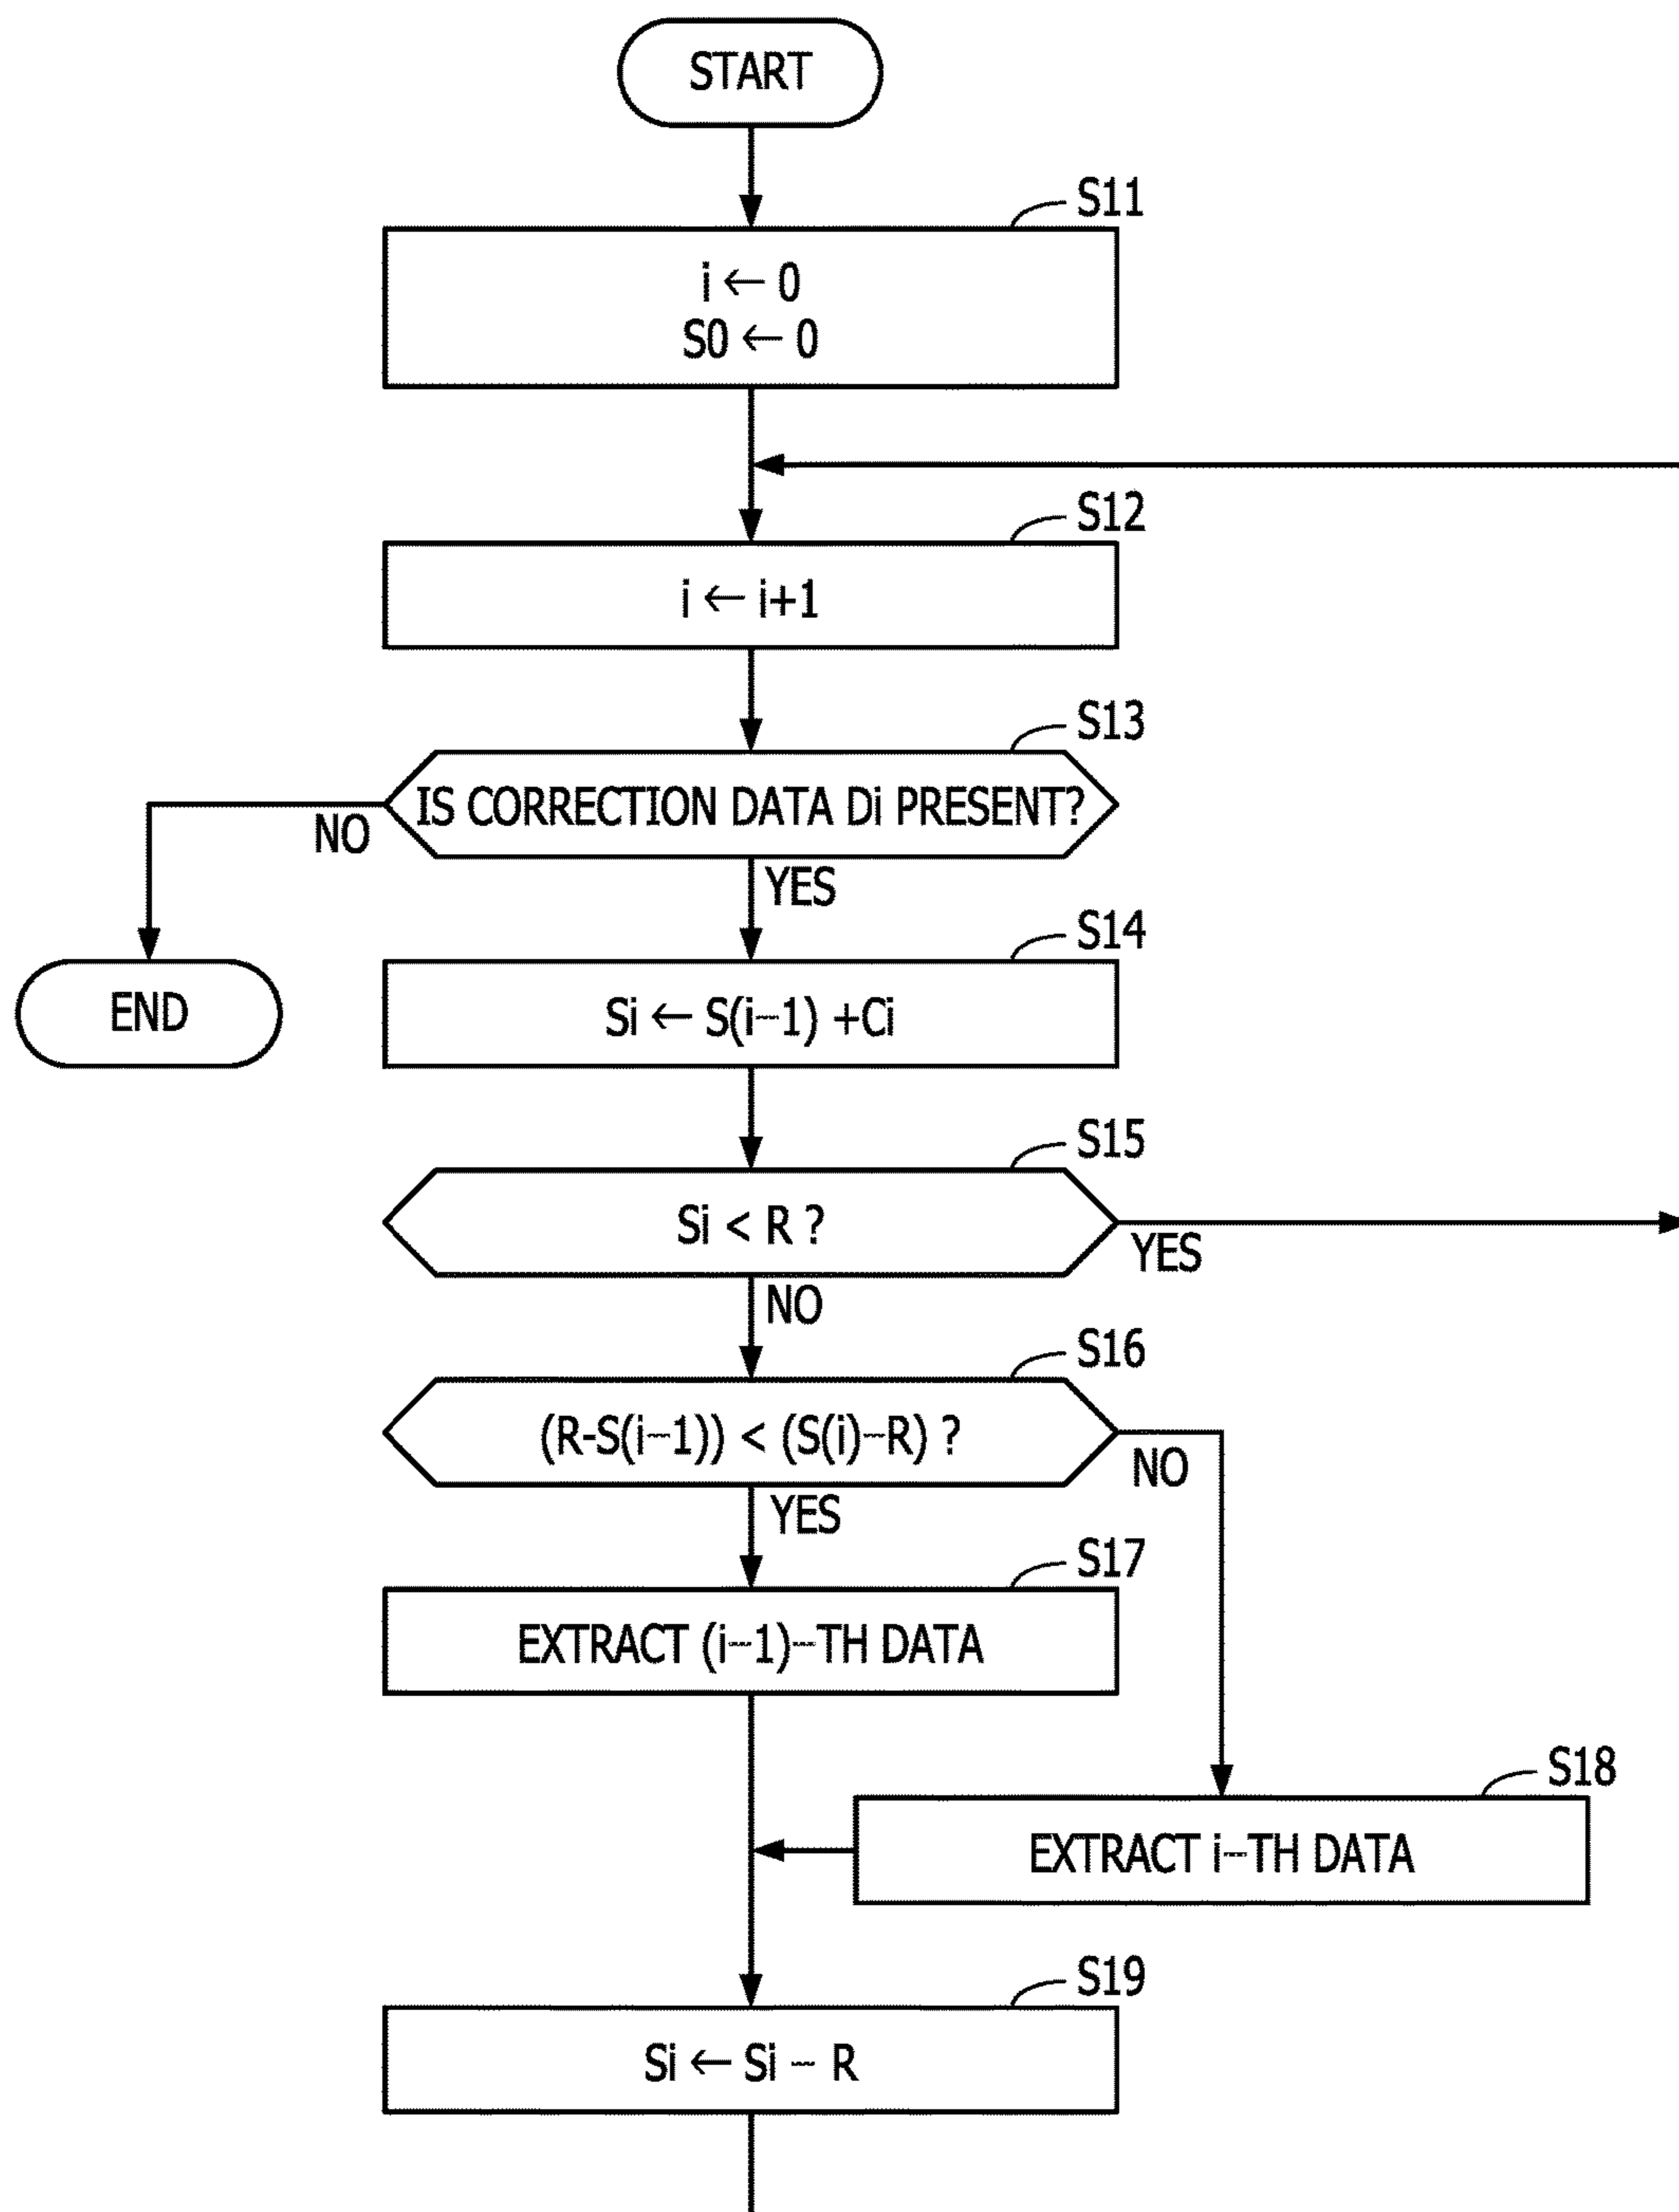 START
S11
i ← 0
S0 ← 0
S12
i ← i+1
S13
IS CORRECTION DATA Di PRESENT?
NO
YES
S14
END
Si ← S(i-1) +Ci
S15
Si < R ?
YES
NO
S16
(R-S(i-1)) < (S(i)-R) ?
NO
YES
S17
EXTRACT (i-1)-TH DATA
S18
EXTRACT i-TH DATA
S19
Si ← Si - R